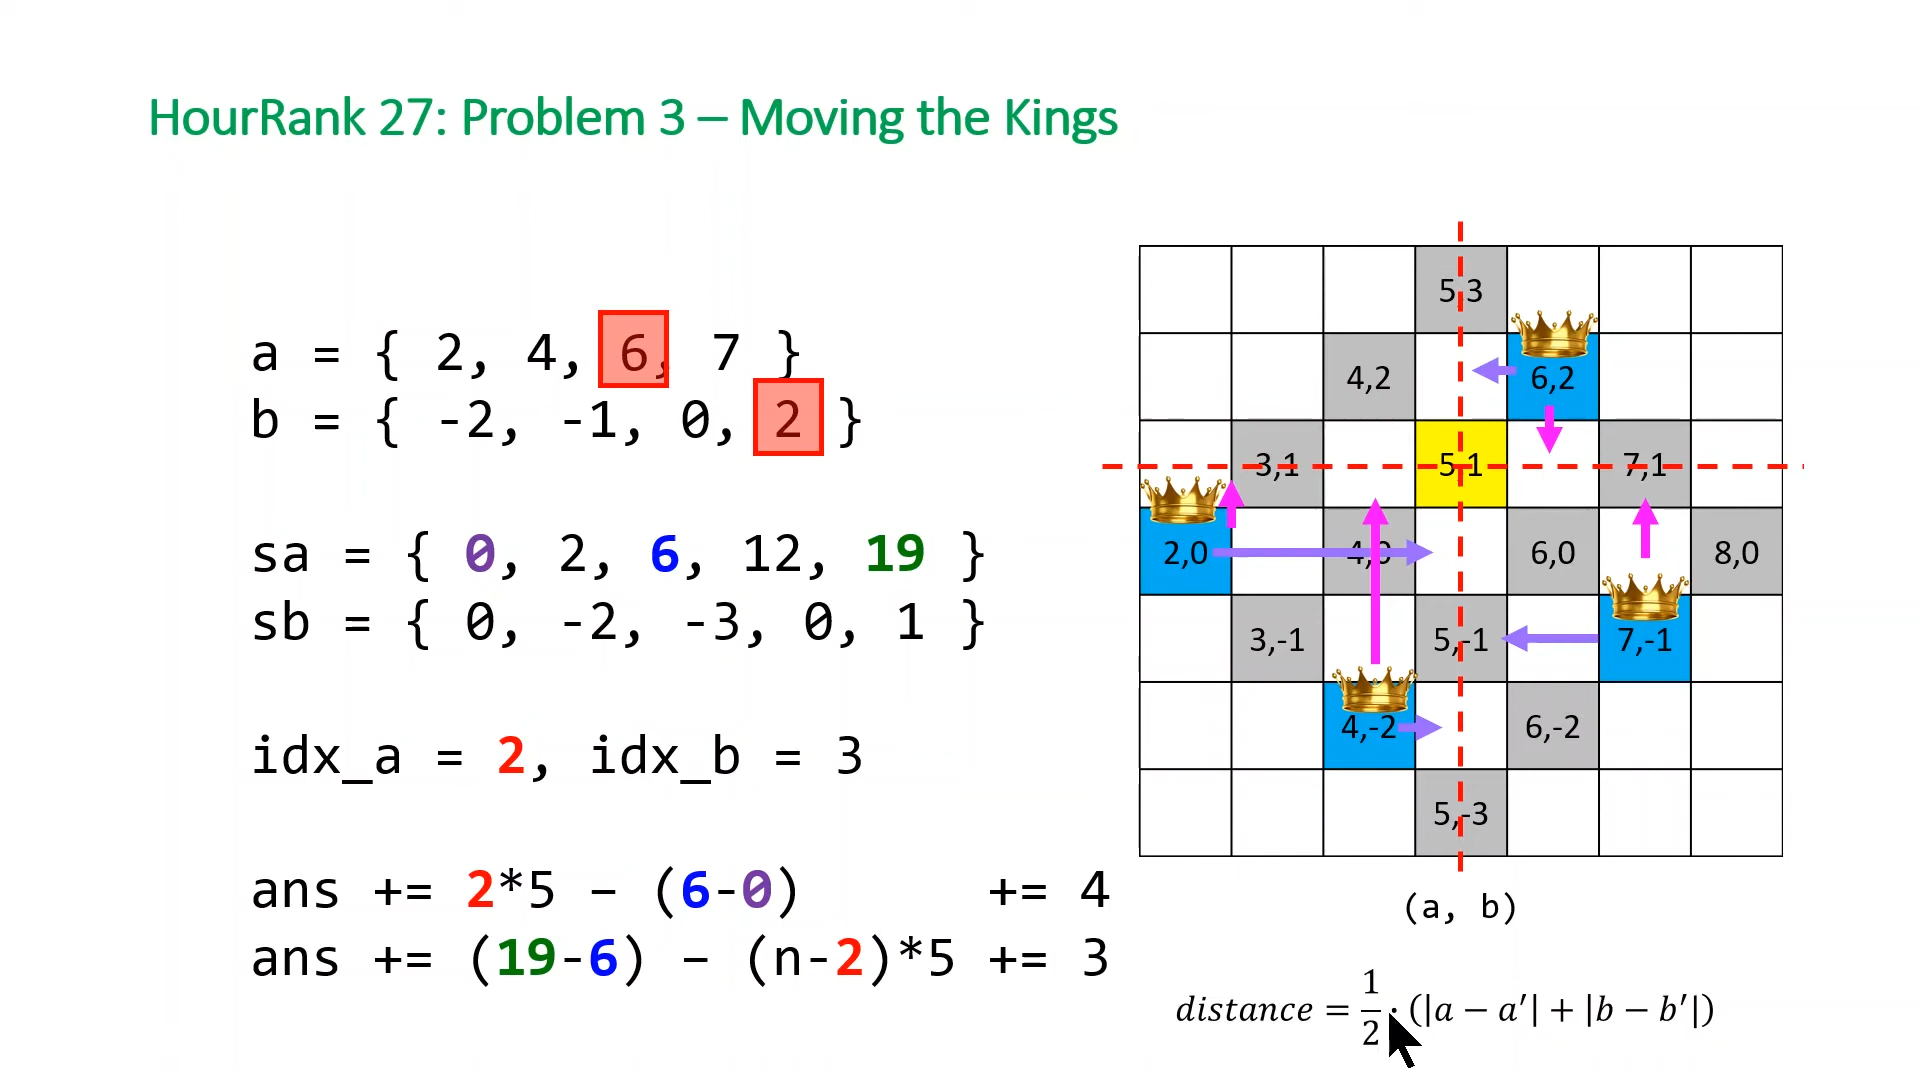 HourRank 27: Problem 3 – Moving the Kings
a = { 2, 4, 6, 7 }
b = { -2, -1, 0, 2 }
sa = { 0, 2, 6, 12, 19 }
sb = { 0, -2, -3, 0, 1 }
idx_a = 2, idx_b = 3
ans += 2*5 – (6-0) += 4
ans += (19-6) – (n-2)*5 += 3
5,3
4,2
6,2
3,1
5,1
7,1
2,0
4,0
6,0
8,0
3,-1
5,-1
7,-1
4,-2
6,-2
5,-3
(a, b)
distance = 1/2 · (|a − a′| + |b − b′|)